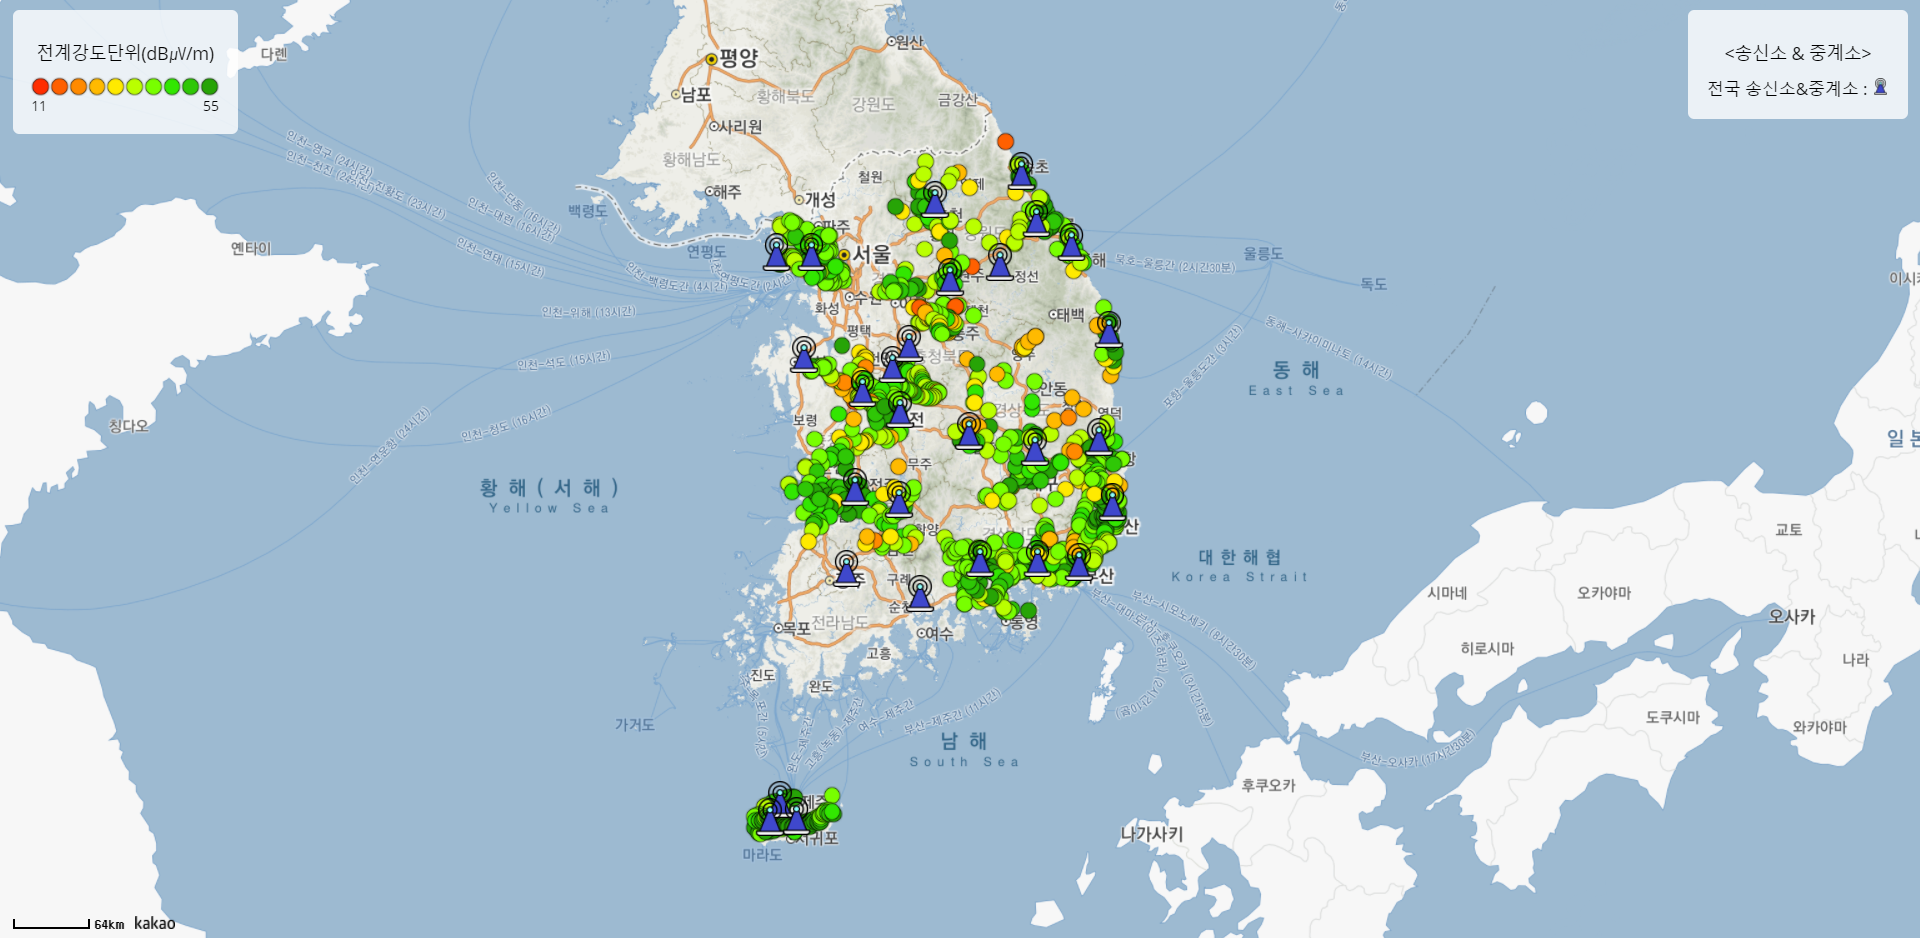 전계강도단위(dBμV/m)
11
55
<송신소 & 중계소>
전국 송신소&중계소 :
다롄
평양
원산
남포
황해북도
강원도
금강산
사리원
황해남도
해주
개성
철원
백령도
연평도
옌타이
서울
정선
울릉도
독도
화성
평택
태백
안동
영덕
보령
무주
칭다오
구례
목포
전라남도
여수
통영
고흥
진도
완도
가거도
제주
서귀포
마라도
인천-영구 (24시간)
인천-단동 (16시간)
인천-대련 (16시간)
인천-연태 (15시간)
인천-백령도간 (4시간)
인천-위해 (13시간)
인천-석도 (15시간)
인천-청도 (16시간)
인천-연운항 (24시간)
묵호-울릉도간 (2시간30분)
포항-울릉도간 (3시간)
동해-사카이미나토 (14시간)
부산-시모노세키 (8시간30분)
여수-제주간
부산-제주간 (11시간)
부산-오사카 (17시간30분)
황 해 ( 서 해 )
Yellow Sea
동 해
East Sea
대 한 해 협
Korea Strait
남 해
South Sea
일 본
교토
시마네
오카야마
오사카
히로시마
나라
도쿠시마
와카야마
후쿠오카
나가사키
64km
kakao